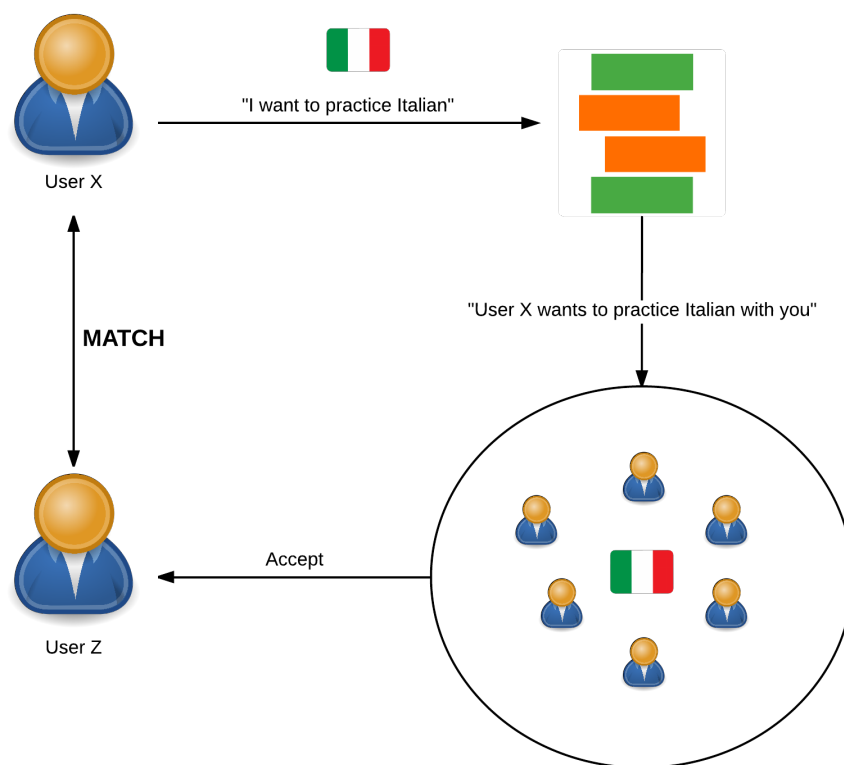 "I want to practice Italian"
User X
"User X wants to practice Italian with you"
MATCH
Accept
User Z